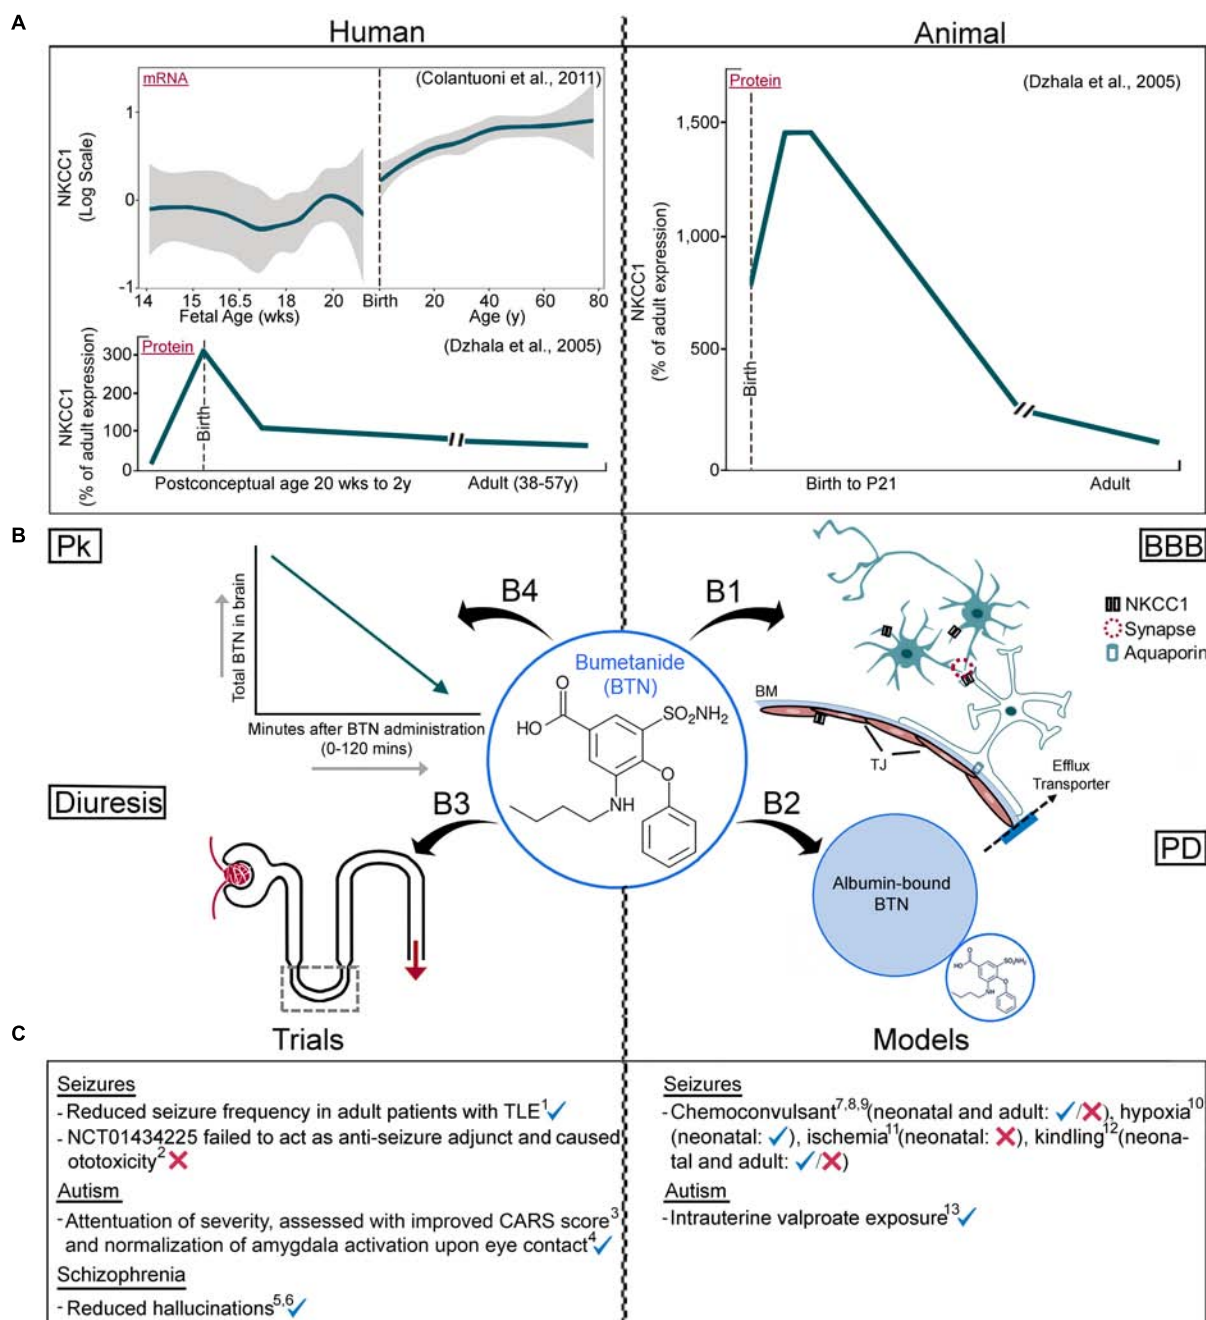 A
Human
Animal
mRNA
(Colantuoni et al., 2011)
NKCC1
(Log Scale)
1
0
-1
14
15
16.5
18
20
Birth
20
40
60
80
Fetal Age (wks)
Age (y)
Protein
(Dzhala et al., 2005)
NKCC1
(% of adult expression)
300
200
100
0
Birth
Postconceptual age 20 wks to 2y
Adult (38-57y)
Protein
(Dzhala et al., 2005)
NKCC1
(% of adult expression)
1,500
1,000
500
0
Birth
Birth to P21
Adult
B
Pk
B4
B1
BBB
Total BTN in brain
Minutes after BTN administration
(0-120 mins)
Bumetanide
(BTN)
O
HO
SO2NH2
O
NH
NKCC1
Synapse
Aquaporin
BM
TJ
Efflux
Transporter
Diuresis
B3
B2
PD
Albumin-bound
BTN
O
HO
SO2NH2
O
NH
C
Trials
Models
Seizures
- Reduced seizure frequency in adult patients with TLE1✓
- NCT01434225 failed to act as anti-seizure adjunct and caused
ototoxicity2 ✗
Autism
- Attentuation of severity, assessed with improved CARS score3
and normalization of amygdala activation upon eye contact4✓
Schizophrenia
- Reduced hallucinations5,6✓
Seizures
- Chemoconvulsant7,8,9(neonatal and adult: ✓/✗), hypoxia10
(neonatal: ✓), ischemia11(neonatal: ✗), kindling12(neona-
tal and adult: ✓/✗)
Autism
- Intrauterine valproate exposure13✓